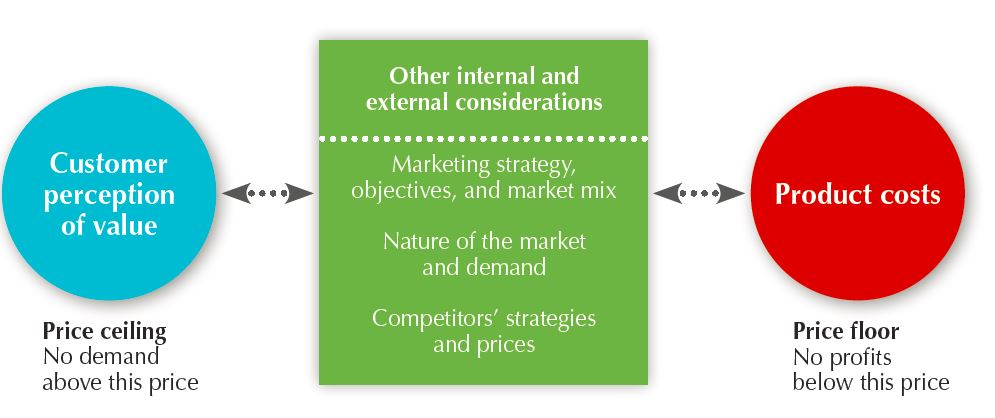 Other internal and
external considerations
Customer
perception
of value
Marketing strategy,
objectives, and market mix
Nature of the market
and demand
Competitors’ strategies
and prices
Product costs
Price ceiling
No demand
above this price
Price floor
No profits
below this price